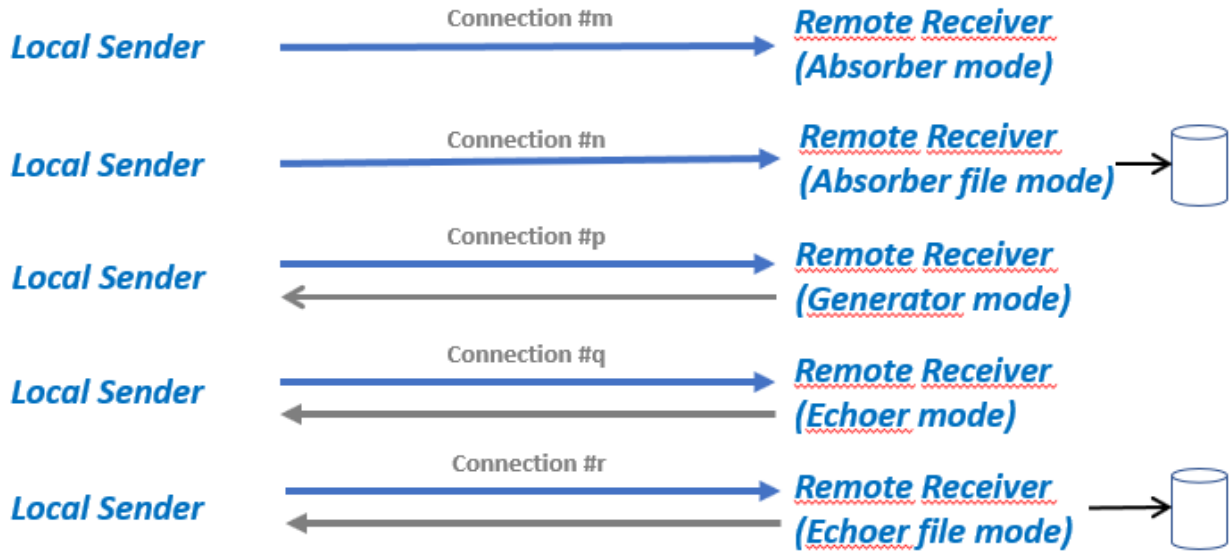 Connection #m
Local Sender
Remote Receiver
(Absorber mode)
Connection #n
Local Sender
Remote Receiver
(Absorber file mode)
Connection #p
Local Sender
Remote Receiver
(Generator mode)
Connection #q
Local Sender
Remote Receiver
(Echoer mode)
Connection #r
Local Sender
Remote Receiver
(Echoer file mode)